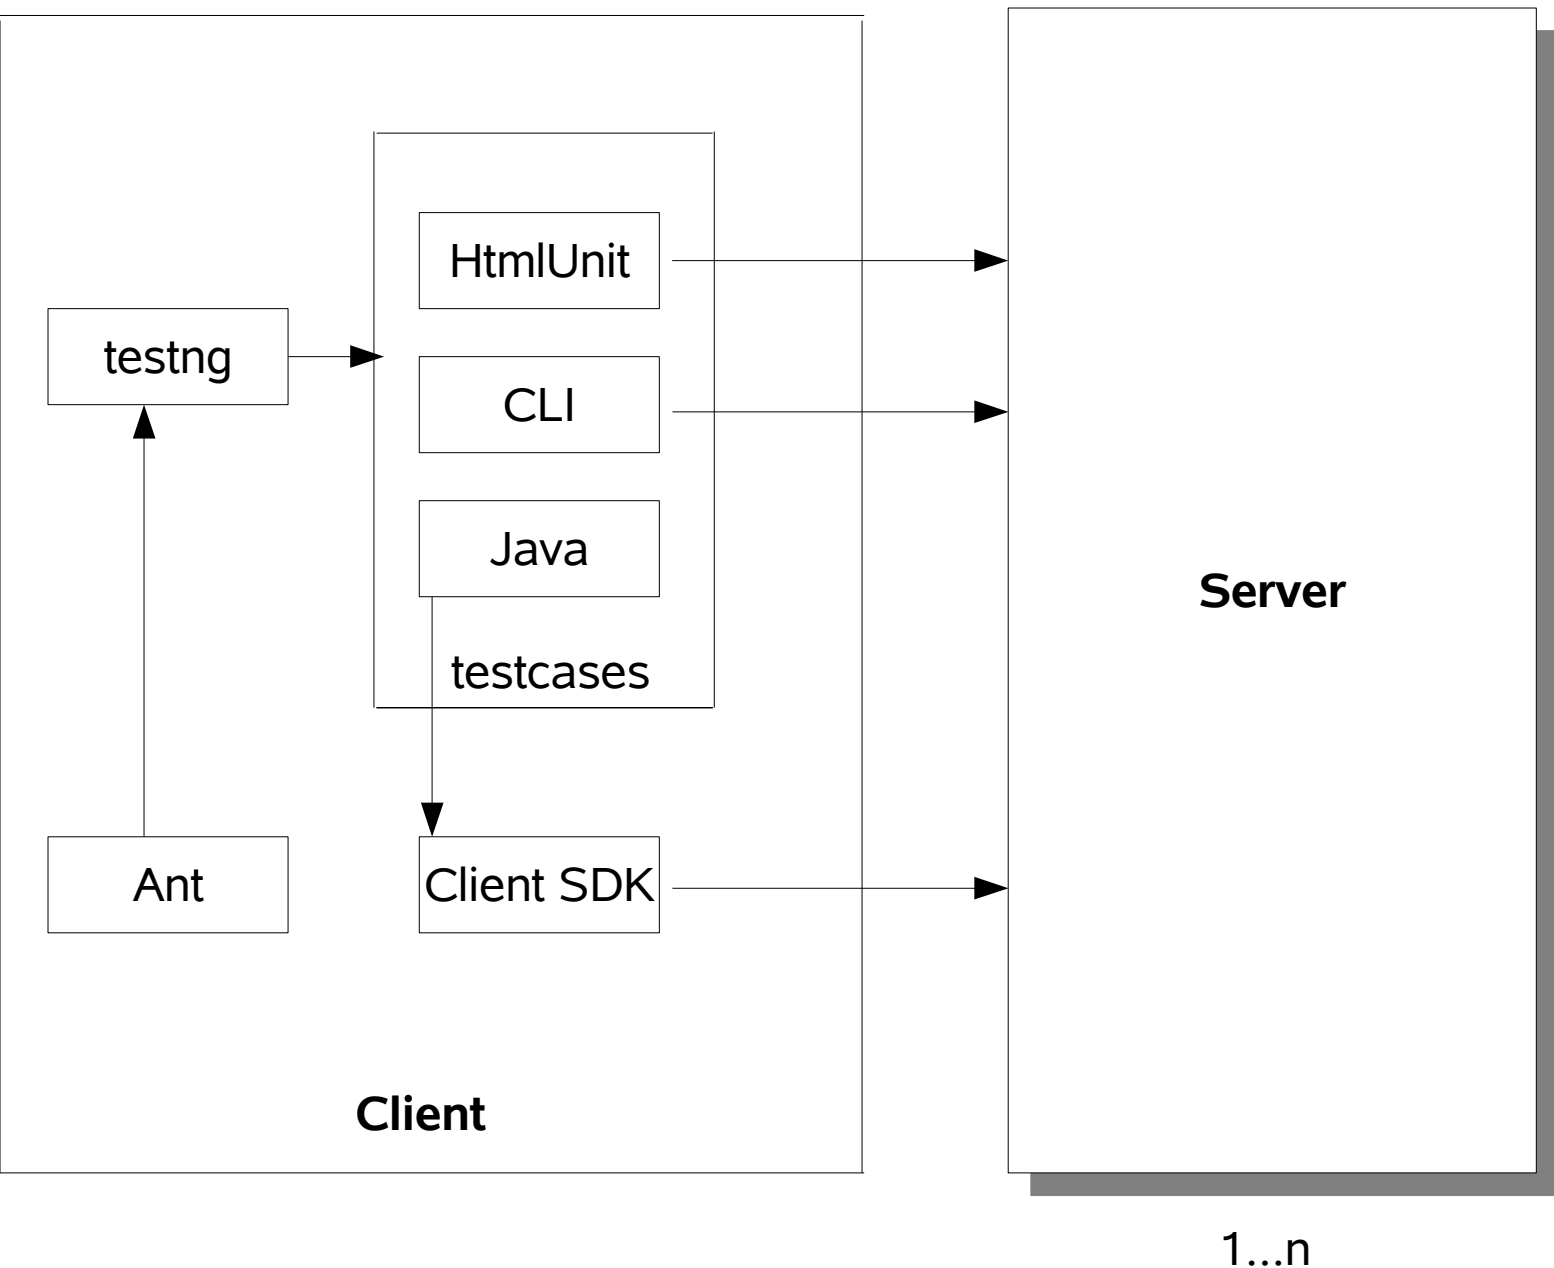 HtmlUnit
testng
CLI
Java
testcases
Ant
Client SDK
Client
Server
1...n